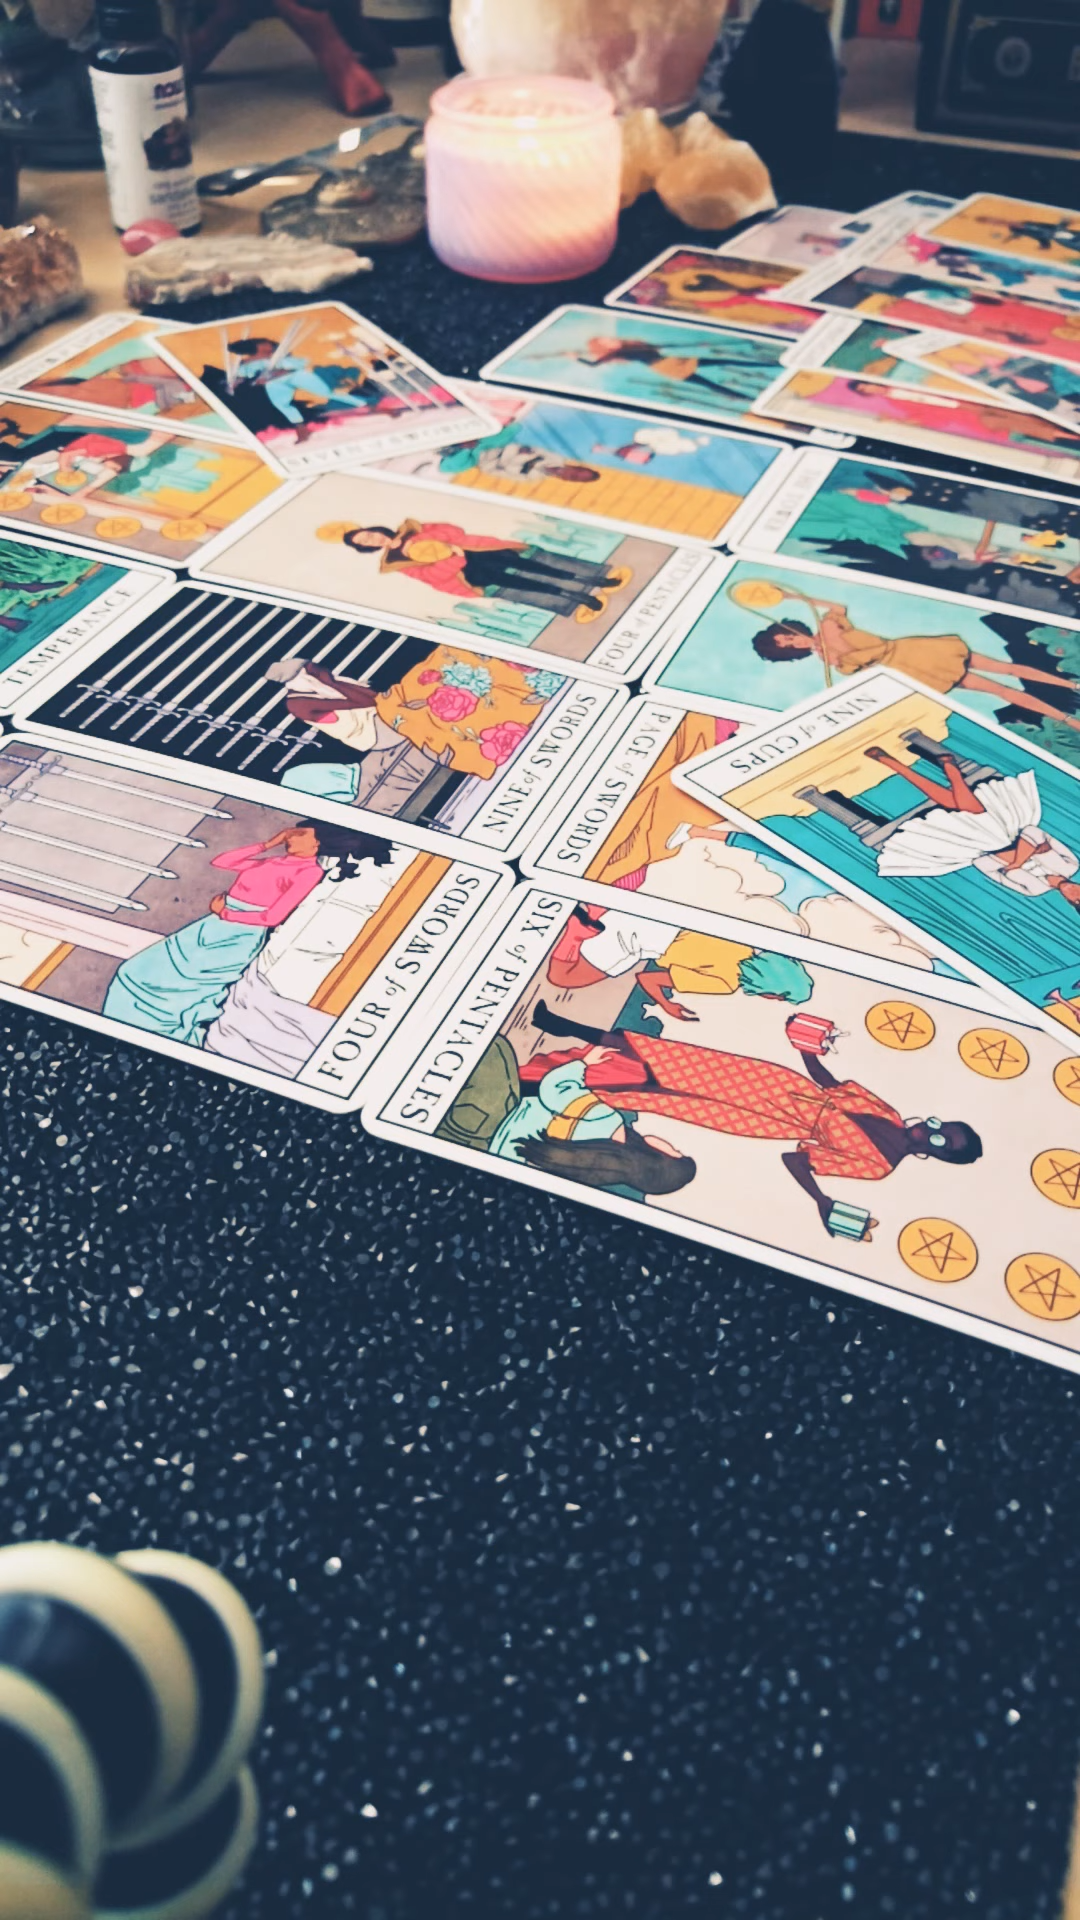 NOW
SEVEN of SWORDS
FOUR of PENTACLES
TEMPERANCE
NINE of SWORDS
PAGE of SWORDS
NINE of CUPS
FOUR of SWORDS
SIX of PENTACLES